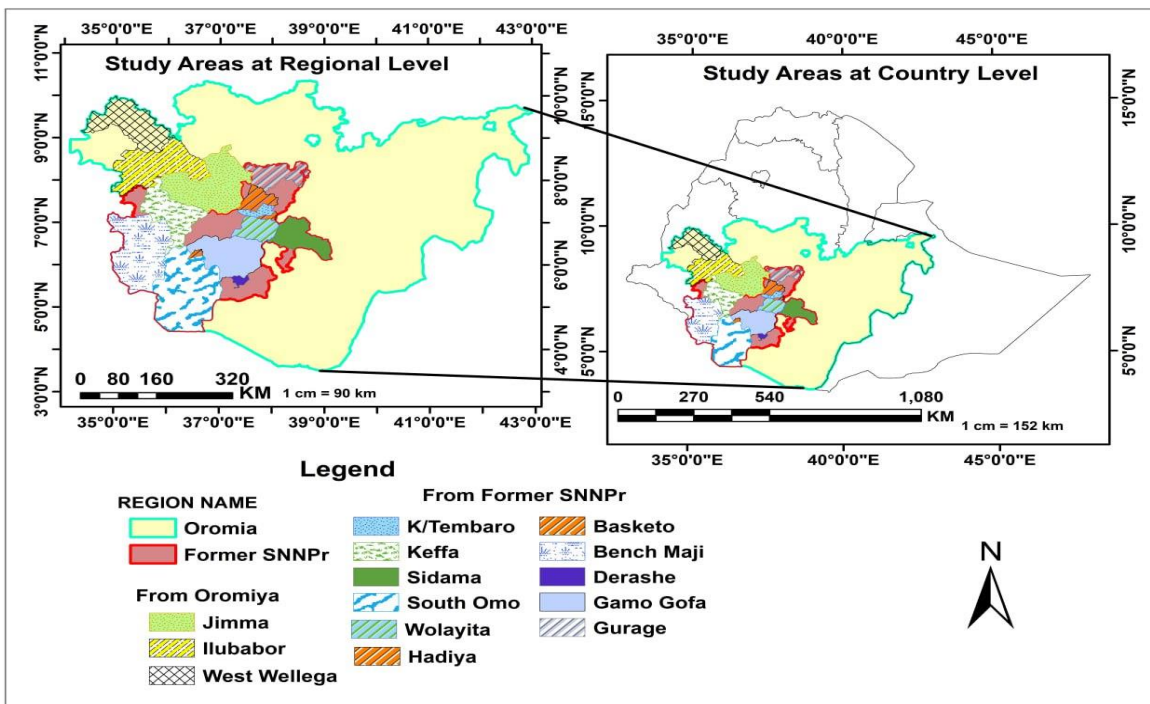 35°0'0"E 37°0'0"E 39°0'0"E 41°0'0"E 43°0'0"E
Study Areas at Regional Level
11°0'0"N
9°0'0"N
7°0'0"N
5°0'0"N
3°0'0"N
10°0'0"N
8°0'0"N
6°0'0"N
4°0'0"N
0 80 160 320
KM
1 cm = 90 km
35°0'0"E 37°0'0"E 39°0'0"E 41°0'0"E 43°0'0"E
35°0'0"E 40°0'0"E 45°0'0"E
Study Areas at Country Level
15°0'0"N
10°0'0"N
5°0'0"N
15°0'0"N
10°0'0"N
5°0'0"N
0 270 540 1,080
KM
1 cm = 152 km
35°0'0"E 40°0'0"E 45°0'0"E
Legend
REGION NAME
Oromia
Former SNNPr
From Oromiya
Jimma
Ilubabor
West Wellega
From Former SNNPr
K/Tembaro
Keffa
Sidama
South Omo
Wolayita
Hadiya
Basketo
Bench Maji
Derashe
Gamo Gofa
Gurage
N